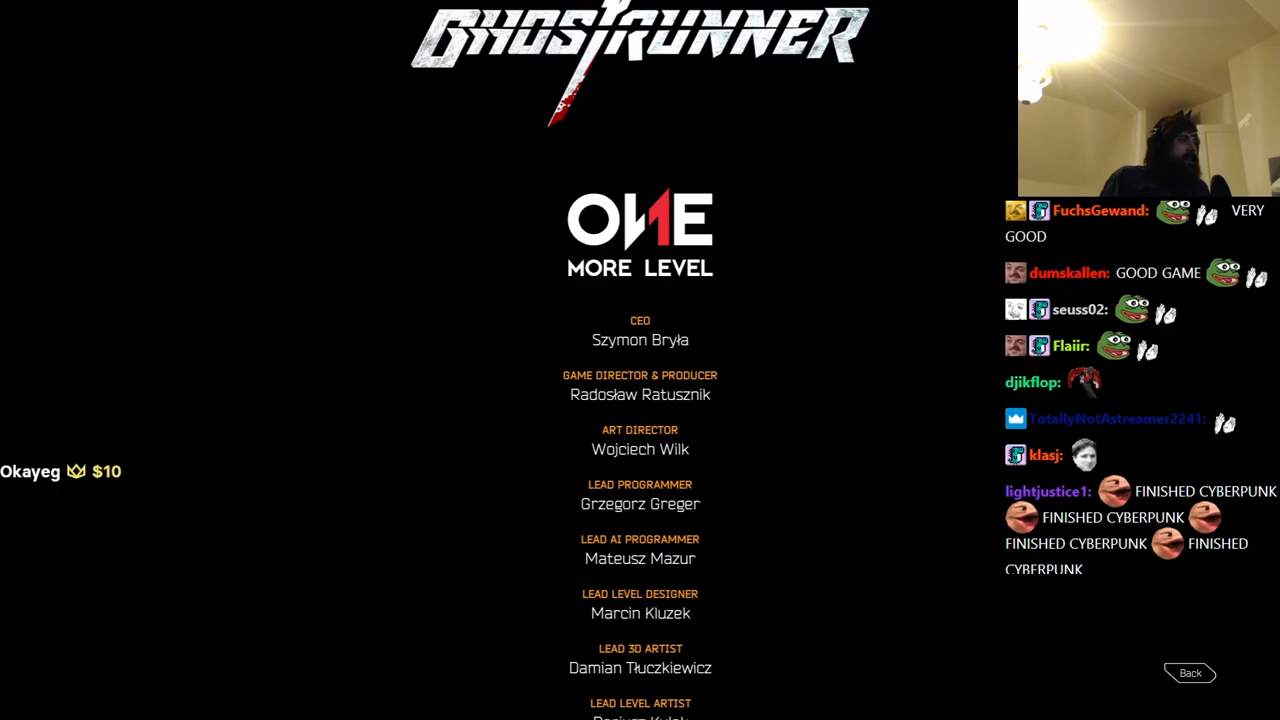 GHOSTRUNNER
ONE
MORE LEVEL
CEO
Szymon Bryła
GAME DIRECTOR & PRODUCER
Radosław Ratusznik
ART DIRECTOR
Wojciech Wilk
LEAD PROGRAMMER
Grzegorz Greger
LEAD AI PROGRAMMER
Mateusz Mazur
LEAD LEVEL DESIGNER
Marcin Kluzek
LEAD 3D ARTIST
Damian Tłuczkiewicz
LEAD LEVEL ARTIST
Okayeg $10
FuchsGewand: VERY
GOOD
dumskallen: GOOD GAME
seuss02:
Flaiir:
djikflop:
TotallyNotAstreamer2241:
klasj:
lightjustice1: FINISHED CYBERPUNK
FINISHED CYBERPUNK
FINISHED CYBERPUNK FINISHED
CYBERPUNK
Back